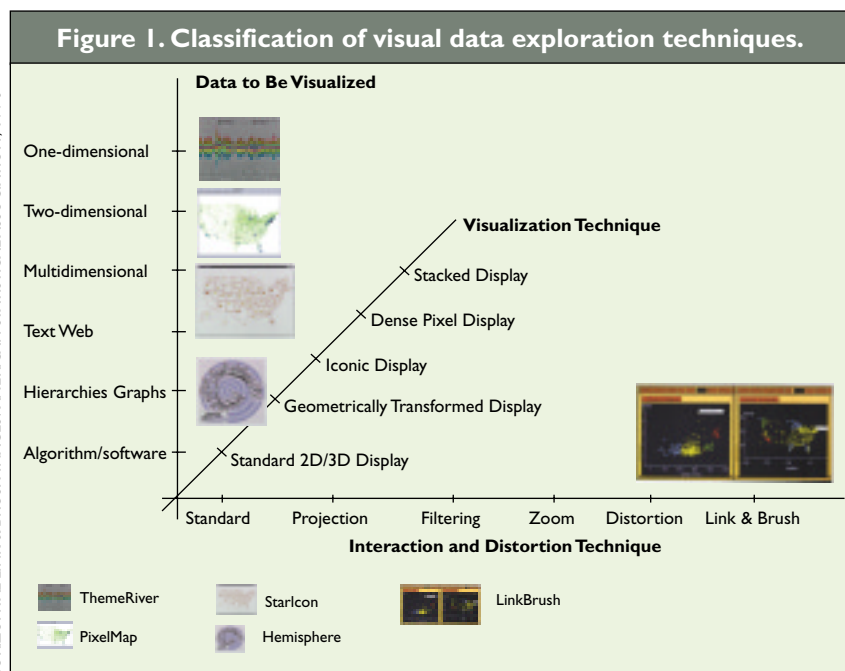 Figure 1. Classification of visual data exploration techniques.
Data to Be Visualized
One-dimensional
Two-dimensional
Visualization Technique
Multidimensional
Stacked Display
Dense Pixel Display
Text Web
Iconic Display
Hierarchies Graphs
Geometrically Transformed Display
Algorithm/software
Standard 2D/3D Display
Standard Projection Filtering Zoom Distortion Link & Brush
Interaction and Distortion Technique
ThemeRiver StarIcon LinkBrush
PixelMap Hemisphere